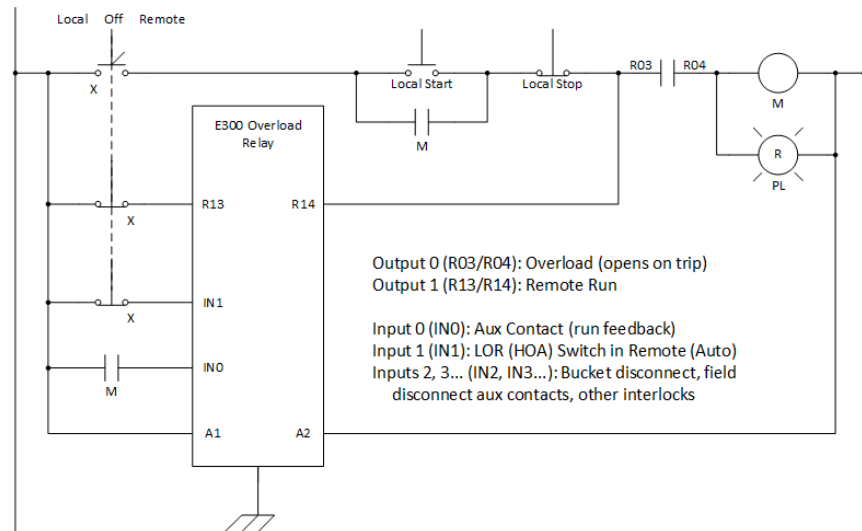 Local Off Remote
X
Local Start
Local Stop
R03 R04
M
M
R
PL
E300 Overload
Relay
R13 R14
X
Output 0 (R03/R04): Overload (opens on trip)
Output 1 (R13/R14): Remote Run
IN1
X
Input 0 (IN0): Aux Contact (run feedback)
Input 1 (IN1): LOR (HOA) Switch in Remote (Auto)
Inputs 2, 3... (IN2, IN3...): Bucket disconnect, field
disconnect aux contacts, other interlocks
IN0
M
A1 A2